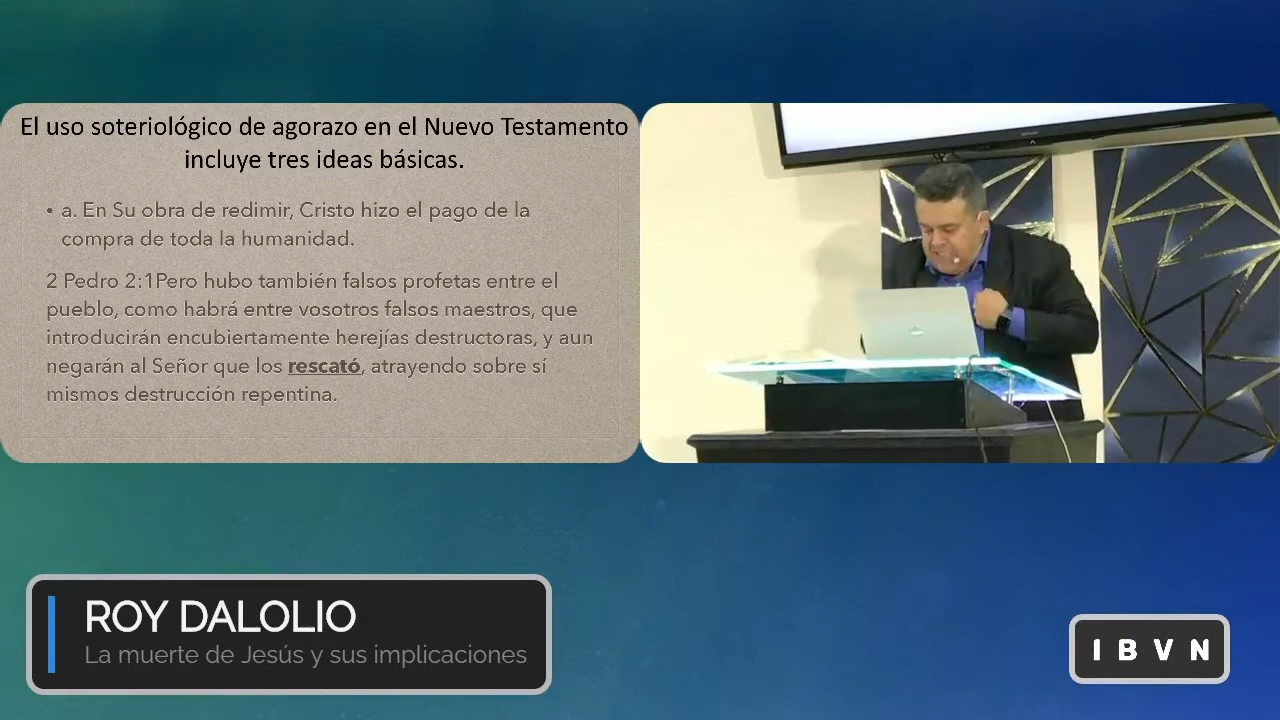 El uso soteriológico de agorazo en el Nuevo Testamento
incluye tres ideas básicas.
• a. En Su obra de redimir, Cristo hizo el pago de la
compra de toda la humanidad.
2 Pedro 2:1Pero hubo también falsos profetas entre el
pueblo, como habrá entre vosotros falsos maestros, que
introducirán encubiertamente herejías destructoras, y aun
negarán al Señor que los rescató, atrayendo sobre sí
mismos destrucción repentina.
ROY DALOLIO
La muerte de Jesús y sus implicaciones
IBVN